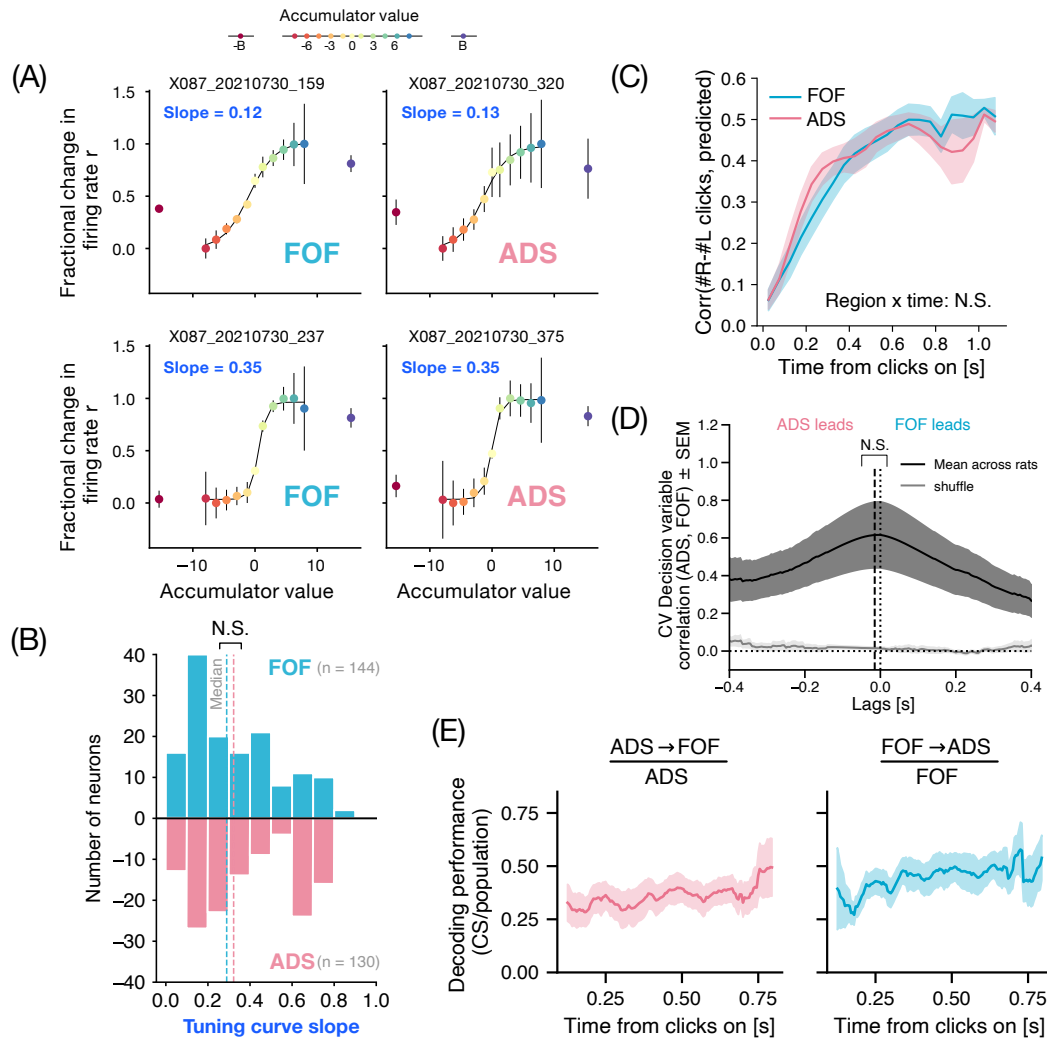 Accumulator value
-B -6 -3 0 3 6 B
(A)
X087_20210730_159
Slope = 0.12
FOF
X087_20210730_320
Slope = 0.13
ADS
Fractional change in
firing rate r
1.5
1.0
0.5
0.0
X087_20210730_237
Slope = 0.35
FOF
X087_20210730_375
Slope = 0.35
ADS
Fractional change in
firing rate r
1.5
1.0
0.5
0.0
−10 0 10
−10 0 10
Accumulator value
Accumulator value
(B)
N.S.
Median
FOF (n = 144)
ADS (n = 130)
Number of neurons
40
30
20
10
0
−10
−20
−30
−40
0.0 0.2 0.4 0.6 0.8 1.0
Tuning curve slope
(C)
FOF
ADS
Corr(#R-#L clicks, predicted)
0.6
0.5
0.4
0.3
0.2
0.1
0.0
Region x time: N.S.
0.0 0.2 0.4 0.6 0.8 1.0
Time from clicks on [s]
(D)
ADS leads
FOF leads
N.S.
Mean across rats
shuffle
CV Decision variable
correlation (ADS, FOF) ± SEM
1.2
1.0
0.8
0.6
0.4
0.2
0.0
−0.4 −0.2 0.0 0.2 0.4
Lags [s]
(E)
ADS → FOF
ADS
FOF → ADS
FOF
Decoding performance
(CS/population)
0.75
0.50
0.25
0.00
0.75
0.50
0.25
0.00
0.25 0.50 0.75
0.25 0.50 0.75
Time from clicks on [s]
Time from clicks on [s]